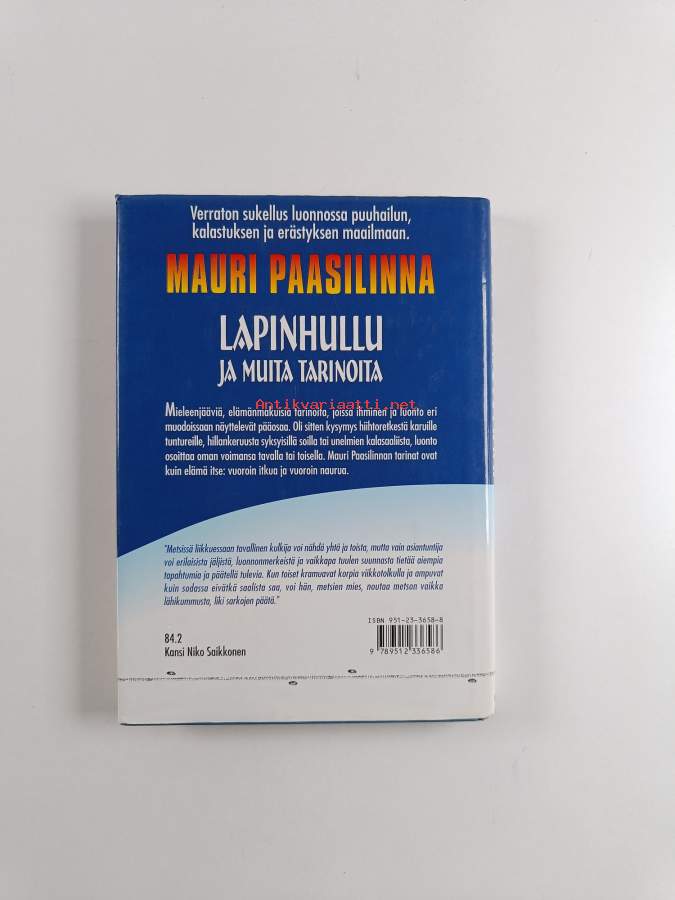 Verraton sukellus luonnossa puuhailun,
kalastuksen ja erästyksen maailmaan.
MAURI PAASILINNA
LAPINHULLU
JA MUITA TARINOITA
Antikvariaatti.net
Mieleenjääviä, elämänmakuisia tarinoita, joissa ihminen ja luonto eri
muodoissaan näyttelevät pääosaa. Oli sitten kysymys hiihtoretkestä karuille
tuntureille, hillankeruusta syksyisillä soilla tai unelmien kalasaaliista, luonto
osoittaa oman voimansa tavalla tai toisella. Mauri Paasilinnan tarinat ovat
kuin elämä itse: vuoroin itkua ja vuoroin naurua.
"Metsissä liikkuessaan tavallinen kulkija voi nähdä yhtä ja toista, mutta vain asiantuntija
voi erilaisista jäljistä, luonnonmerkeistä ja vaikkapa tuulen suunnasta tietää aiempia
tapahtumia ja päätellä tulevia. Kun toiset kramuavat korpia viikkotolkulla ja ampuvat
kuin sodassa eivätkä saalista saa, voi hän, metsien mies, noutaa metson vaikka
lähikummusta, liki sarkojen päätä."
ISBN 951-23-3658-8
84.2
Kansi Niko Saikkonen
9 789512 336586